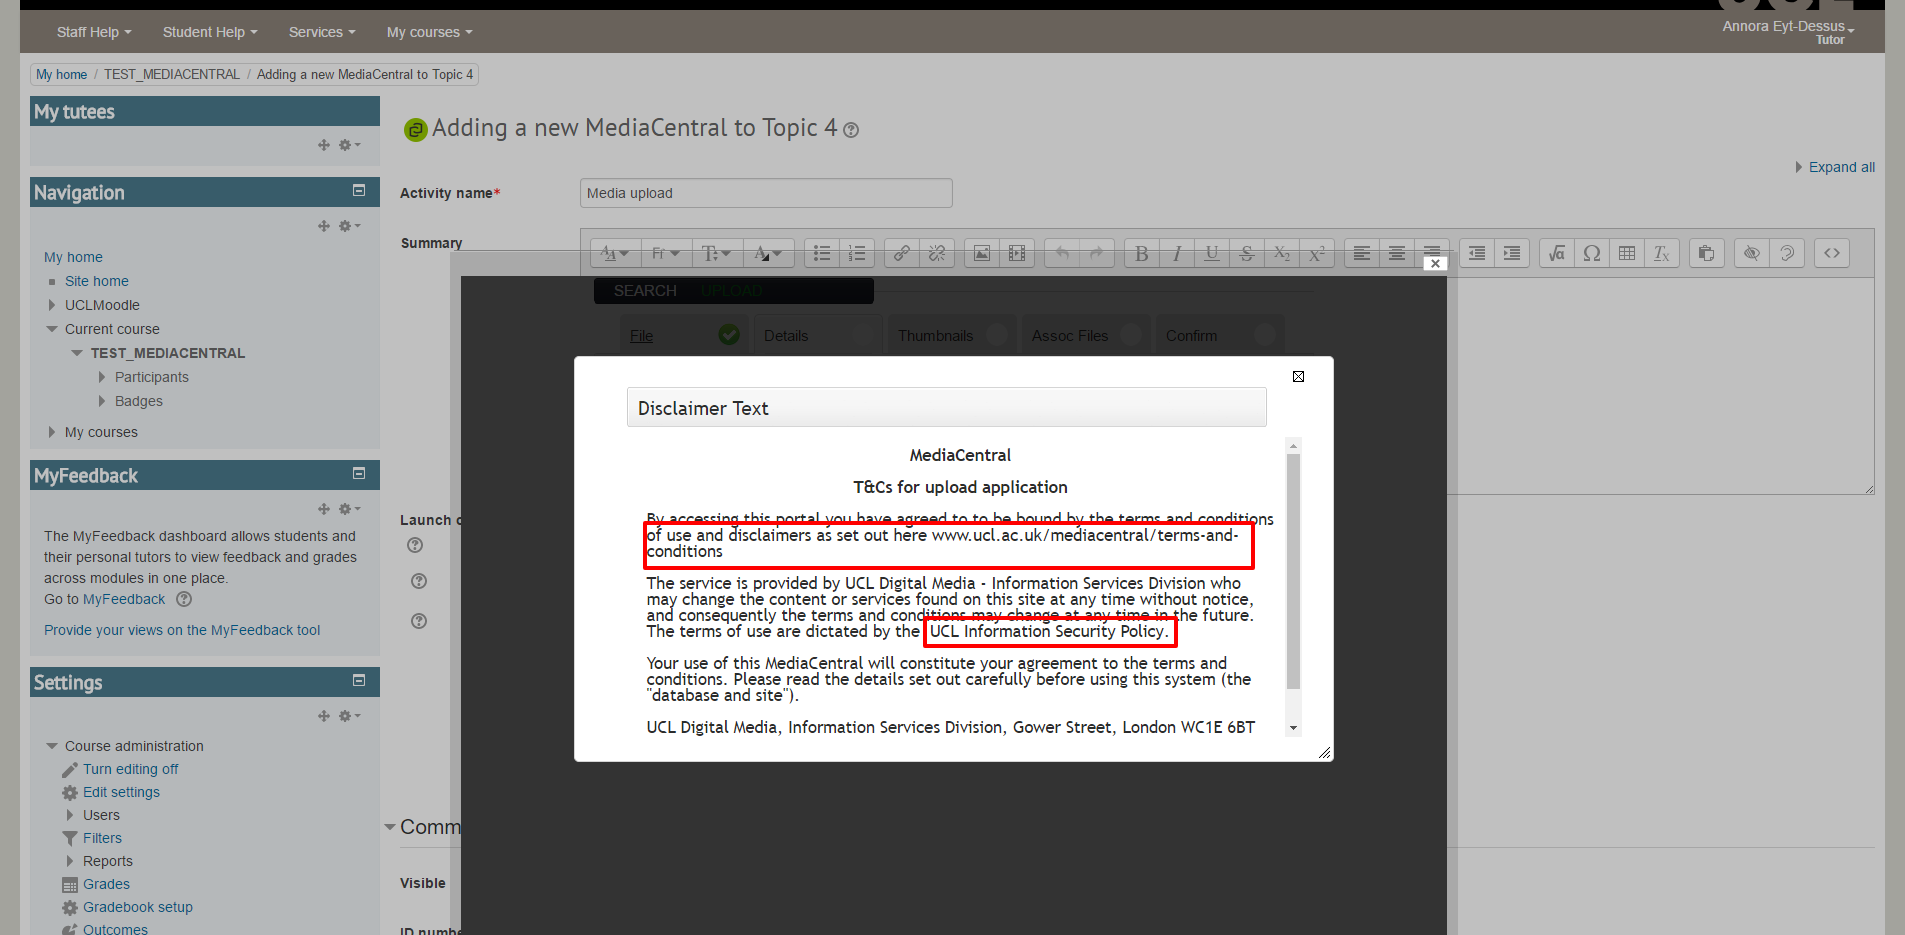 Staff Help
Student Help
Services
My courses
Annora Eyt-Dessus
Tutor
My home / TEST_MEDIACENTRAL / Adding a new MediaCentral to Topic 4
My tutees
Navigation
My home
Site home
UCLMoodle
Current course
TEST_MEDIACENTRAL
Participants
Badges
My courses
MyFeedback
The MyFeedback dashboard allows students and
their personal tutors to view feedback and grades
across modules in one place.
Go to MyFeedback
Provide your views on the MyFeedback tool
Settings
Course administration
Turn editing off
Edit settings
Users
Filters
Reports
Grades
Gradebook setup
Outcomes
Adding a new MediaCentral to Topic 4
Expand all
Activity name*
Media upload
Summary
SEARCH UPLOAD
File
Details
Thumbnails
Assoc Files
Confirm
Disclaimer Text
MediaCentral
T&Cs for upload application
By accessing this portal you have agreed to to be bound by the terms and conditions
of use and disclaimers as set out here www.ucl.ac.uk/mediacentral/terms-and-
conditions
The service is provided by UCL Digital Media - Information Services Division who
may change the content or services found on this site at any time without notice,
and consequently the terms and conditions may change at any time in the future.
The terms of use are dictated by the UCL Information Security Policy.
Your use of this MediaCentral will constitute your agreement to the terms and
conditions. Please read the details set out carefully before using this system (the
"database and site").
UCL Digital Media, Information Services Division, Gower Street, London WC1E 6BT
Launch
Comm
Visible
ID numbe